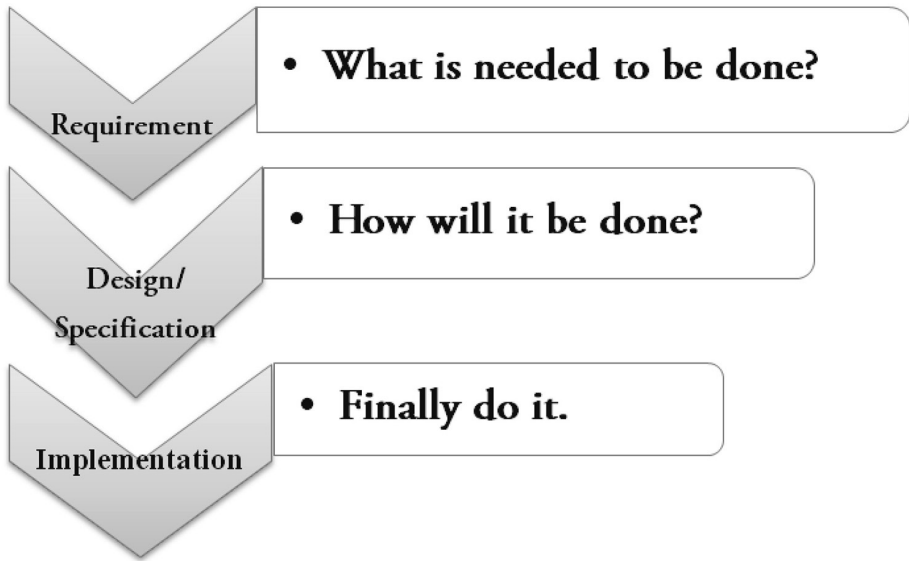 • What is needed to be done?
Requirement
• How will it be done?
Design/
Specification
• Finally do it.
Implementation